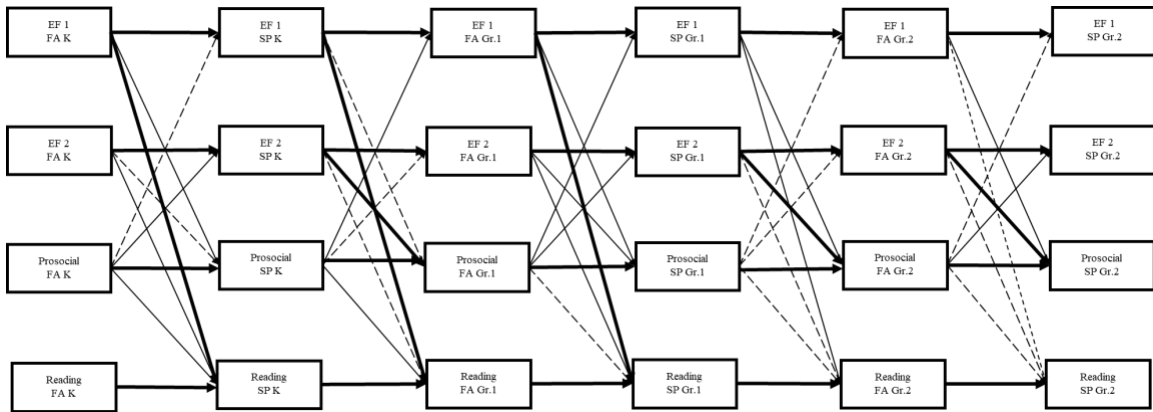 EF 1
FA K
EF 1
SP K
EF 1
FA Gr.1
EF 1
SP Gr.1
EF 1
FA Gr.2
EF 1
SP Gr.2
EF 2
FA K
EF 2
SP K
EF 2
FA Gr.1
EF 2
SP Gr.1
EF 2
FA Gr.2
EF 2
SP Gr.2
Prosocial
FA K
Prosocial
SP K
Prosocial
FA Gr.1
Prosocial
SP Gr.1
Prosocial
FA Gr.2
Prosocial
SP Gr.2
Reading
FA K
Reading
SP K
Reading
FA Gr.1
Reading
SP Gr.1
Reading
FA Gr.2
Reading
SP Gr.2